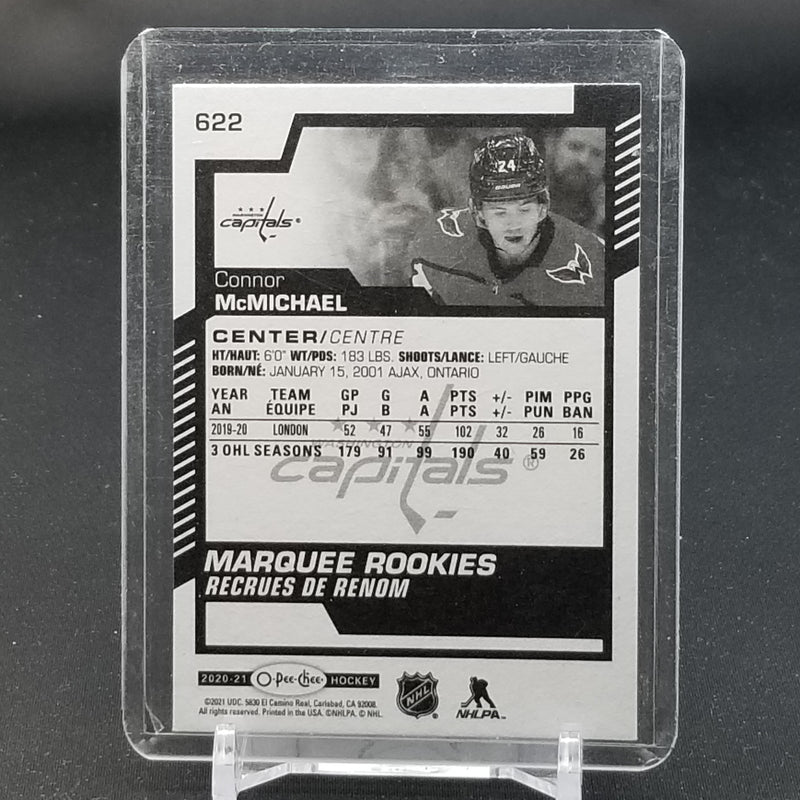 622
24
BAUER
WASHINGTON
capitals®
Connor
McMICHAEL
CENTER/CENTRE
HT/HAUT: 6'0" WT/PDS: 183 LBS. SHOOTS/LANCE: LEFT/GAUCHE
BORN/NÉ: JANUARY 15, 2001 AJAX, ONTARIO
YEAR TEAM GP G A PTS +/- PIM PPG
AN ÉQUIPE PJ B A PTS +/- PUN BAN
2019-20 LONDON 52 47 55 102 32 26 16
WASHINGTON
3 OHL SEASONS 179 91 99 190 40 59 26
capitals®
MARQUEE ROOKIES
RECRUES DE RENOM
2020-21 O-Pee-Chee HOCKEY
NHL ®
NHLPA™
©2021 UDC. 5830 El Camino Real, Carlsbad, CA 92008.
All rights reserved. Printed in the USA. ©NHLPA. © NHL.